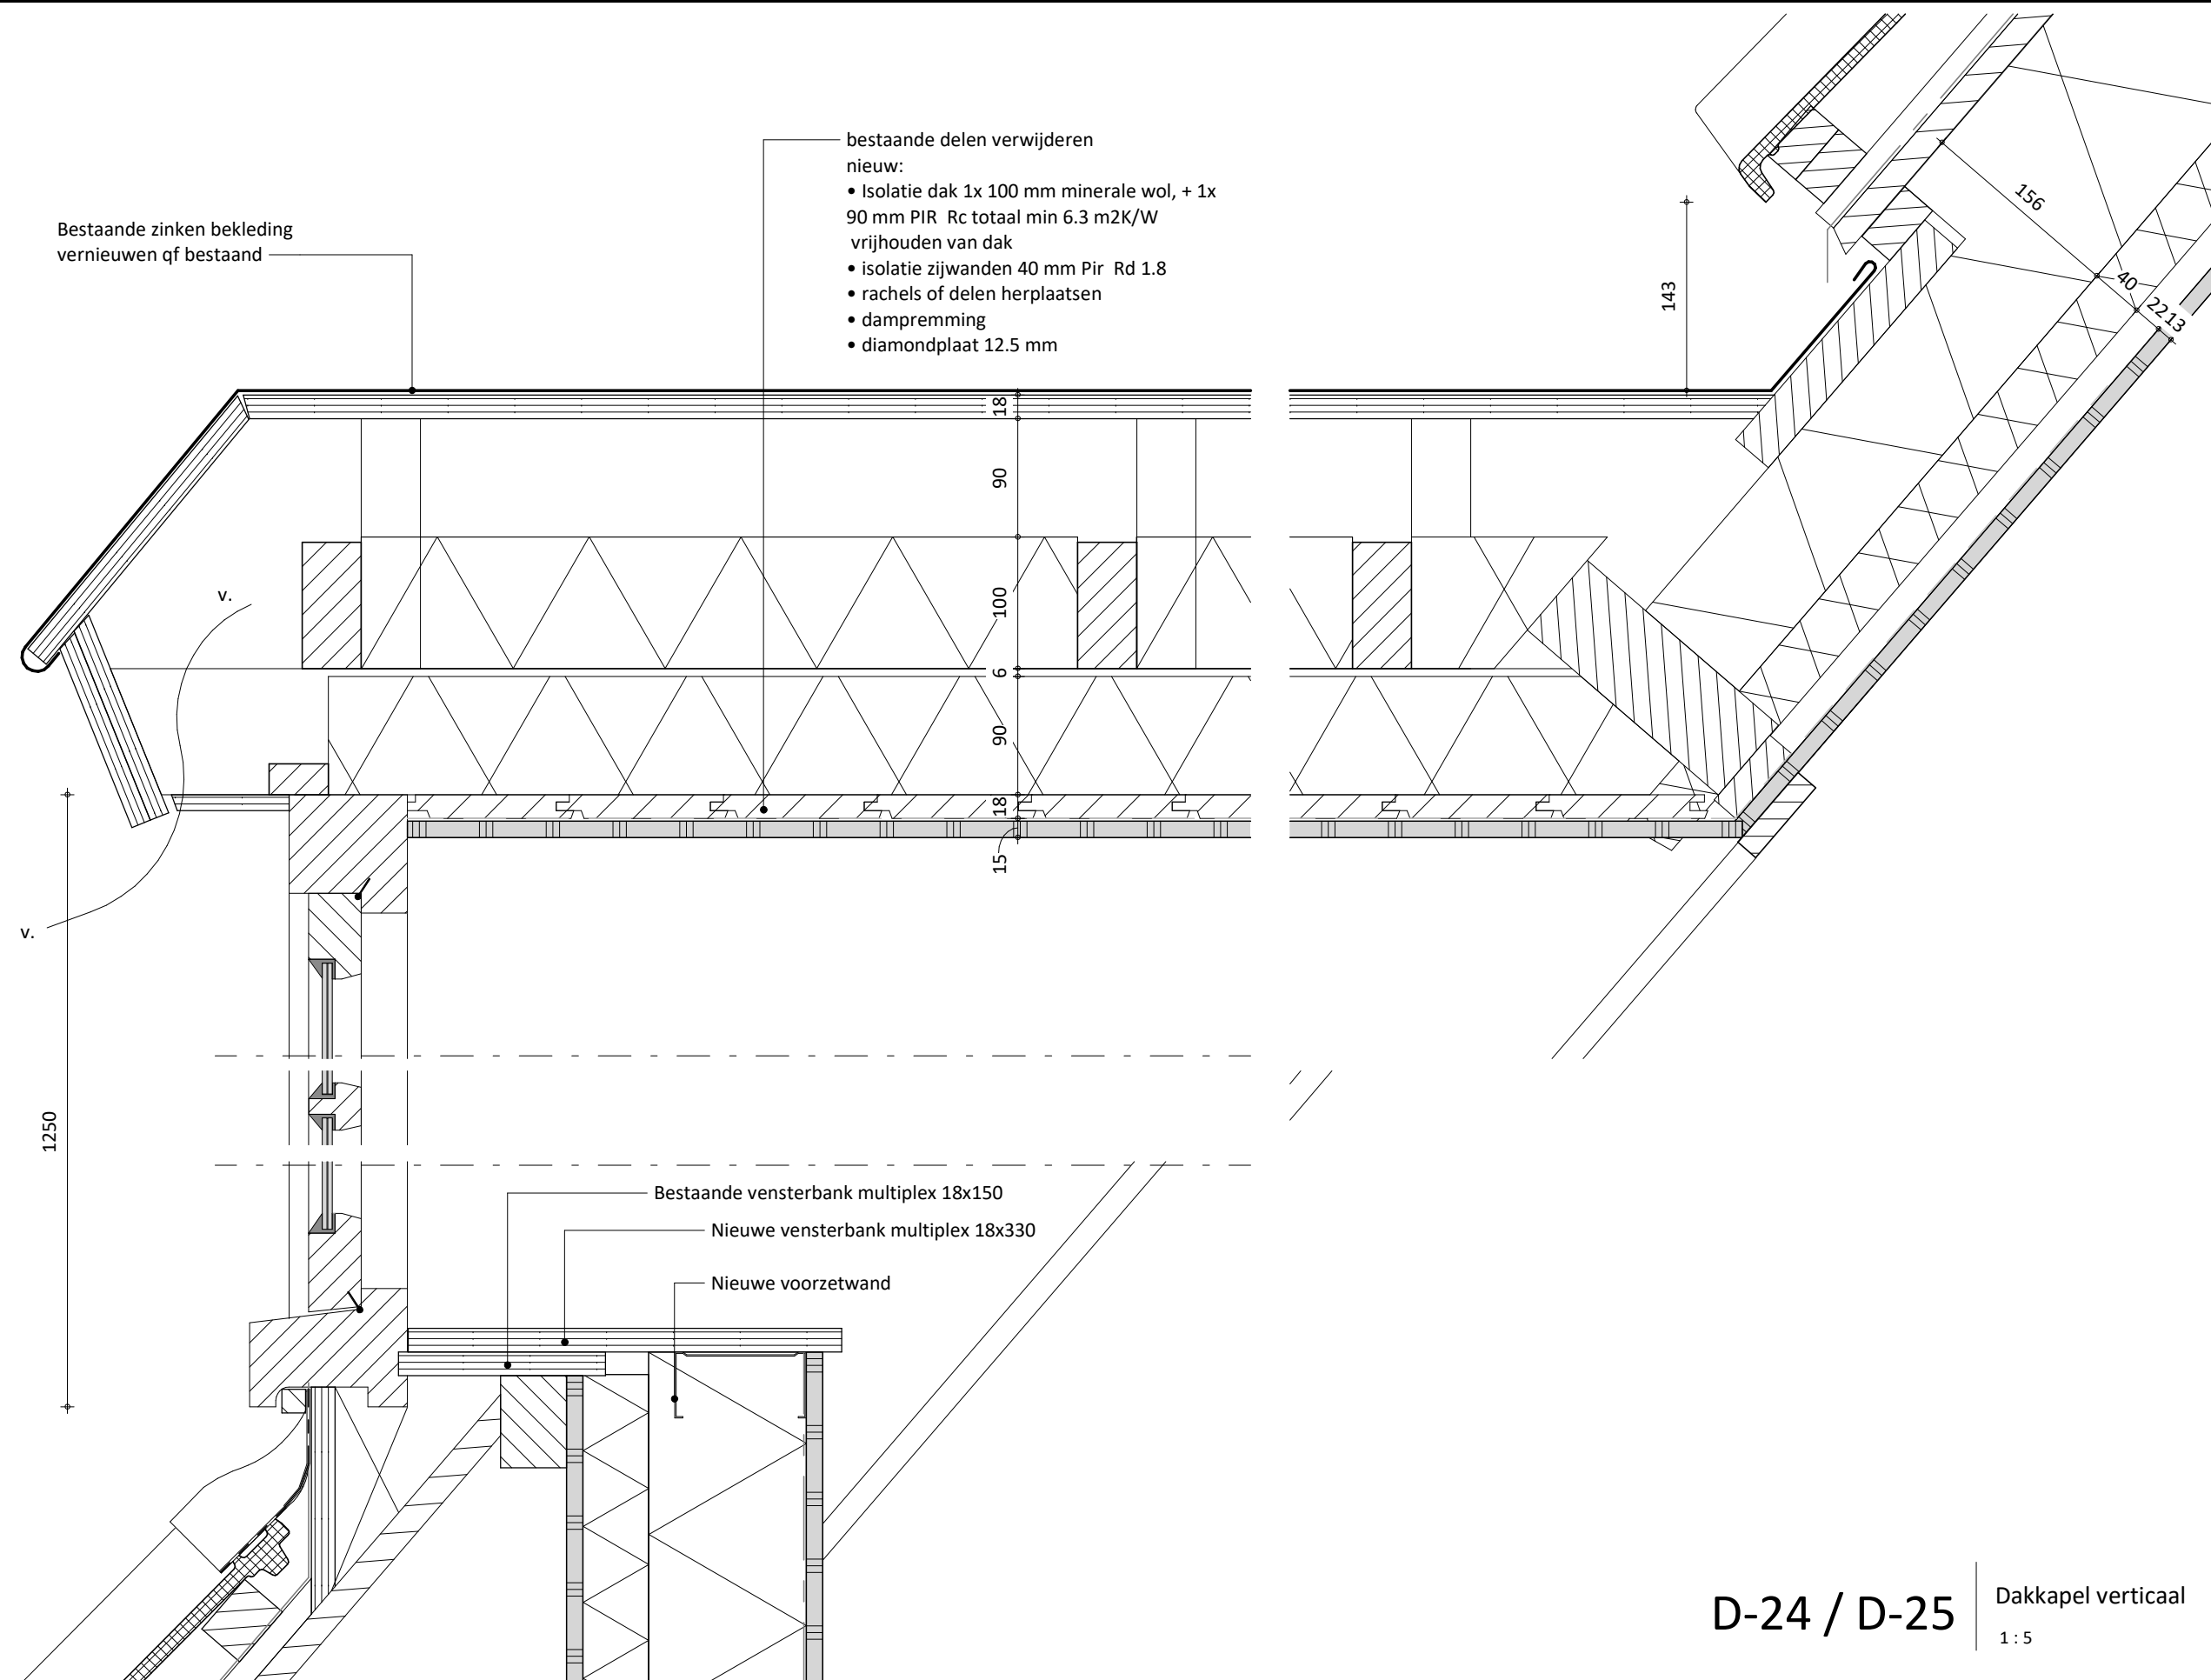 bestaande delen verwijderen
nieuw:
• Isolatie dak 1x 100 mm minerale wol, + 1x
90 mm PIR Rc totaal min 6.3 m2K/W
vrijhouden van dak
• isolatie zijwanden 40 mm Pir Rd 1.8
• rachels of delen herplaatsen
• dampremming
• diamondplaat 12.5 mm
Bestaande zinken bekleding
vernieuwen qf bestaand
156
40
22
13
143
18
90
100
6
90
18
15
v.
v.
1250
Bestaande vensterbank multiplex 18x150
Nieuwe vensterbank multiplex 18x330
Nieuwe voorzetwand
D-24 / D-25
Dakkapel verticaal
1 : 5